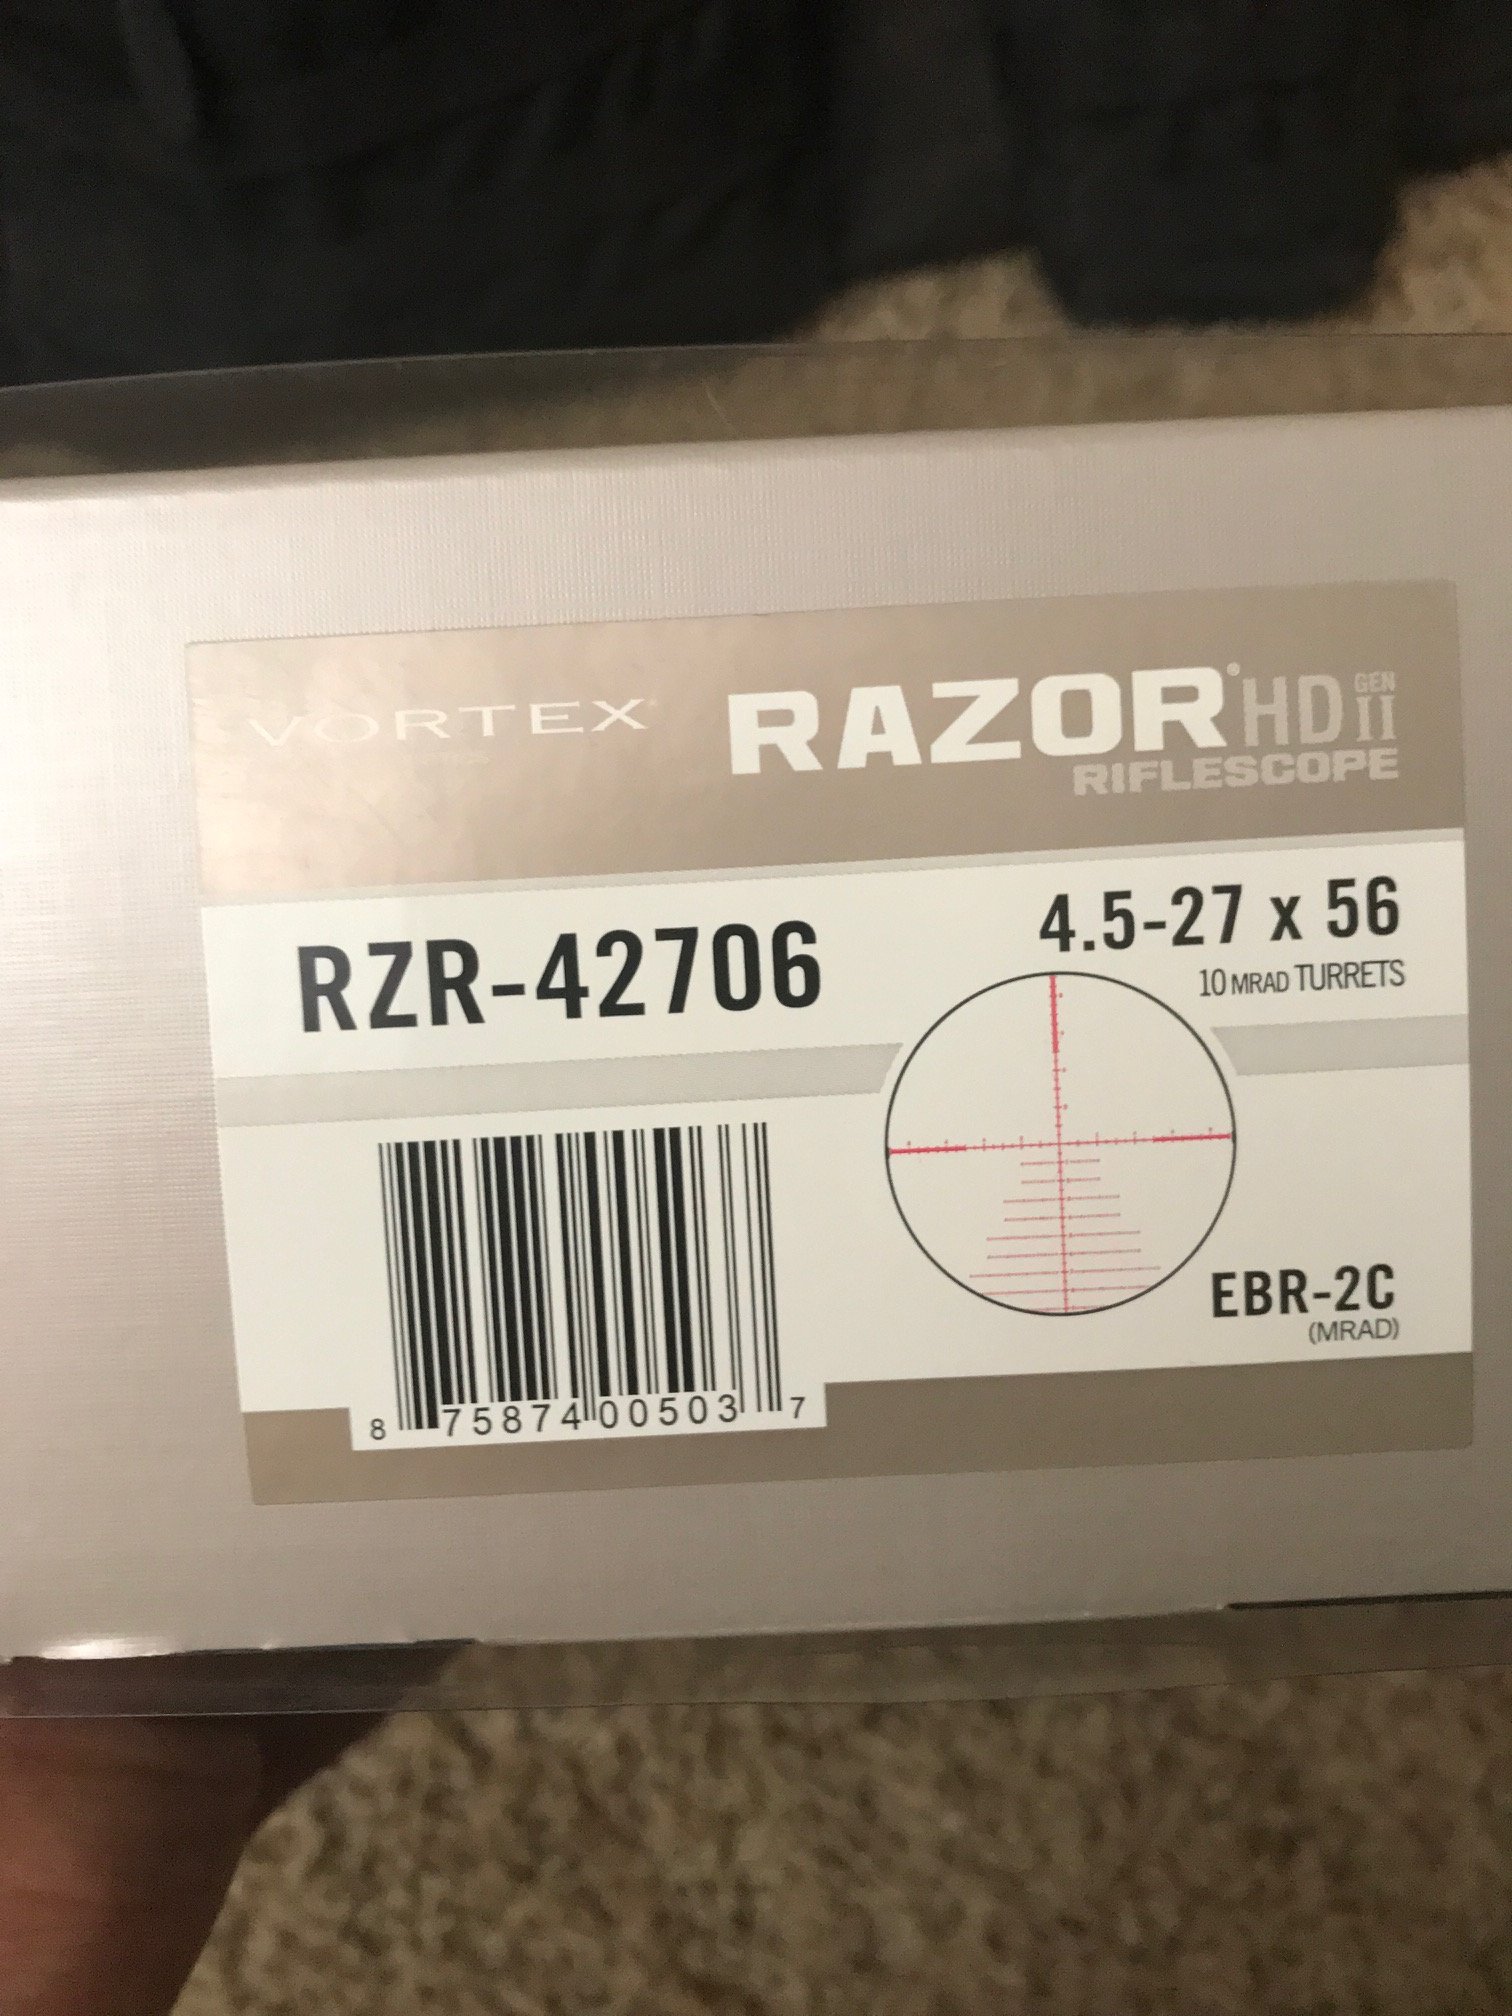 VORTEX®
RAZOR® HD GEN II
RIFLESCOPE
RZR-42706
4.5-27 x 56
10 MRAD TURRETS
EBR-2C
(MRAD)
8 75874 00503 7